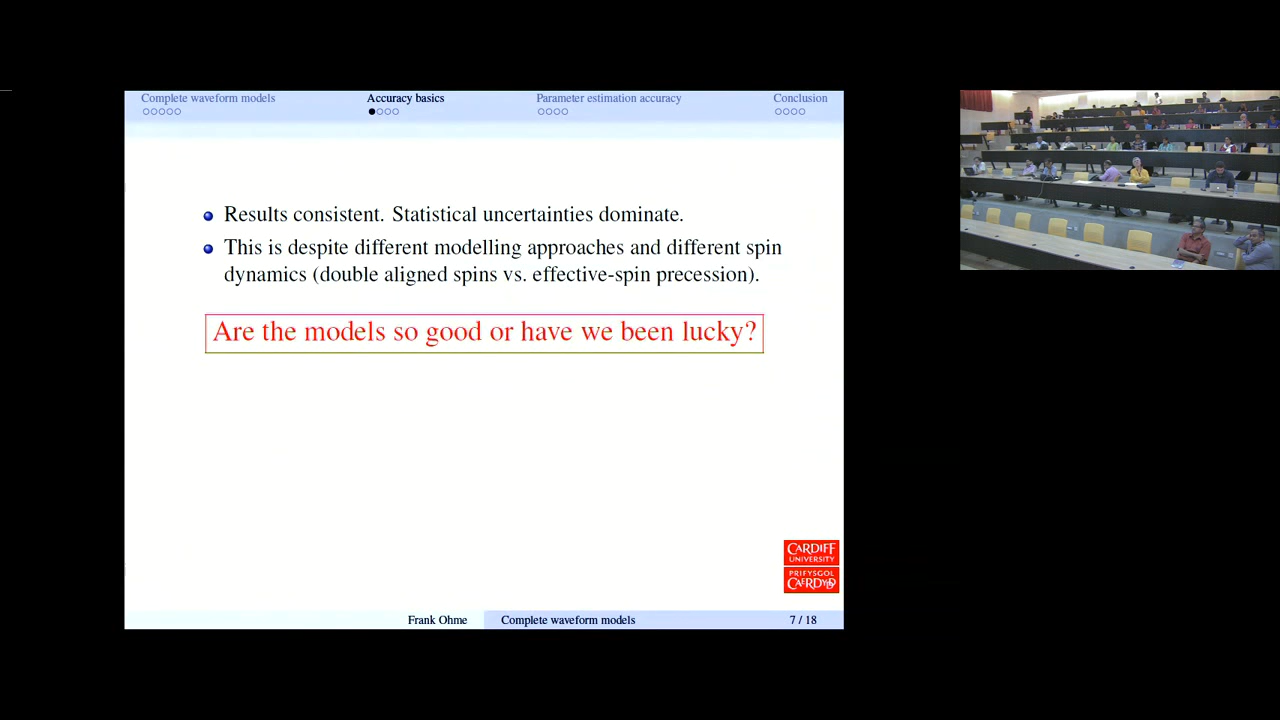 Complete waveform models Accuracy basics Parameter estimation accuracy Conclusion
Results consistent. Statistical uncertainties dominate.
This is despite different modelling approaches and different spin
dynamics (double aligned spins vs. effective-spin precession).
Are the models so good or have we been lucky?
CARDIFF
UNIVERSITY
PRIFYSGOL
CAERDYDD
Frank Ohme Complete waveform models 7 / 18